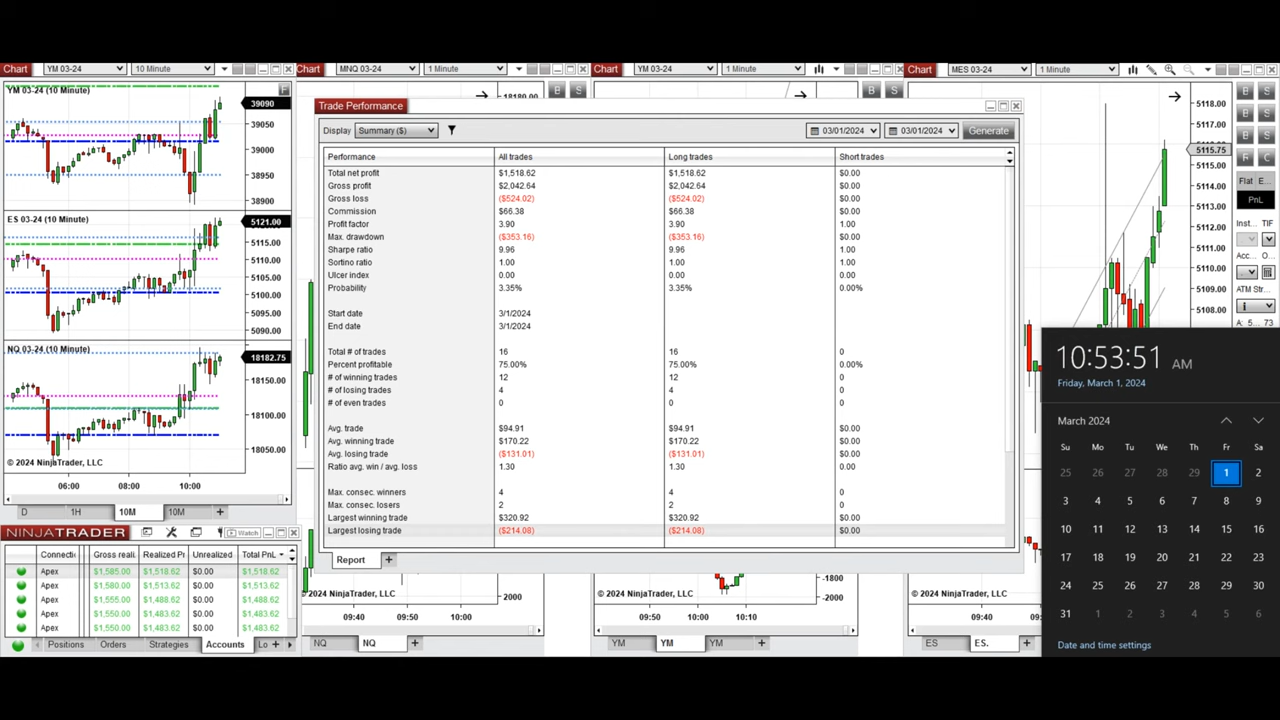 Chart YM 03-24 10 Minute
YM 03-24 (10 Minute)
F
39090
39050
39000
38950
38900
ES 03-24 (10 Minute)
5121.00
5115.00
5110.00
5105.00
5100.00
5095.00
5090.00
NQ 03-24 (10 Minute)
18182.75
18150.00
18100.00
18050.00
© 2024 NinjaTrader, LLC
06:00 08:00 10:00
D 1H 10M 10M +
NINJATRADER Watch
Connectic Gross reali. Realized Pr Unrealized Total PnL
Apex $1,585.00 $1,518.62 $0.00 $1,518.62
Apex $1,580.00 $1,513.62 $0.00 $1,513.62
Apex $1,555.00 $1,488.62 $0.00 $1,488.62
Apex $1,550.00 $1,483.62 $0.00 $1,483.62
Apex $1,550.00 $1,483.62 $0.00 $1,483.62
Positions Orders Strategies Accounts Lo +
Chart MNQ 03-24 1 Minute
18189.00
B S
Chart YM 03-24 1 Minute
B S
Chart MES 03-24 1 Minute
Trade Performance
Display Summary ($) 03/01/2024 03/01/2024 Generate
Performance All trades Long trades Short trades
Total net profit $1,518.62 $1,518.62 $0.00
Gross profit $2,042.64 $2,042.64 $0.00
Gross loss ($524.02) ($524.02) $0.00
Commission $66.38 $66.38 $0.00
Profit factor 3.90 3.90 1.00
Max. drawdown ($353.16) ($353.16) $0.00
Sharpe ratio 9.96 9.96 1.00
Sortino ratio 1.00 1.00 1.00
Ulcer index 0.00 0.00 0.00
Probability 3.35% 3.35% 0.00%
Start date 3/1/2024
End date 3/1/2024
Total # of trades 16 16 0
Percent profitable 75.00% 75.00% 0.00%
# of winning trades 12 12 0
# of losing trades 4 4 0
# of even trades 0 0 0
Avg. trade $94.91 $94.91 $0.00
Avg. winning trade $170.22 $170.22 $0.00
Avg. losing trade ($131.01) ($131.01) $0.00
Ratio avg. win / avg. loss 1.30 1.30 0.00
Max. consec. winners 4 4 0
Max. consec. losers 2 2 0
Largest winning trade $320.92 $320.92 $0.00
Largest losing trade ($214.08) ($214.08) $0.00
Report +
2024 NinjaTrader, LLC
2000
09:40 09:50 10:00
NQ NQ +
© 2024 NinjaTrader, LLC
-1800
-2000
09:50 10:00 10:10
YM YM YM +
© 2024 NinjaTrader, LLC
09:40
ES ES. +
5118.00
5117.00
5115.75
5115.00
5114.00
5113.00
5111.00
5110.00
5108.00
B S
B S
B S
R C
Flat E...
PnL
Inst... TIF
Acc...
ATM Str...
A: 5... 73
10:53:51 AM
Friday, March 1, 2024
March 2024
Su Mo Tu We Th Fr Sa
25 26 27 28 29 1 2
3 4 5 6 7 8 9
10 11 12 13 14 15 16
17 18 19 20 21 22 23
24 25 26 27 28 29 30
31 1 2 3 4 5 6
Date and time settings